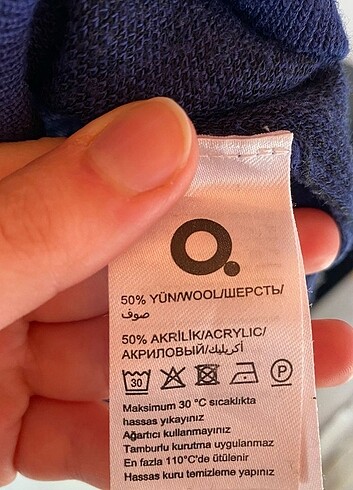 O.
50% YÜN/WOOL/ШЕРСТЬ/
صوف
50% AKRİLİK/ACRYLIC/
АКРИЛОВЫЙ/أكريليك
30 P
Maksimum 30 °C sıcaklıkta
hassas yıkayınız
Ağartıcı kullanmayınız
Tamburlu kurutma uygulanmaz
En fazla 110°C'de ütülenir
Hassas kuru temizleme yapınız